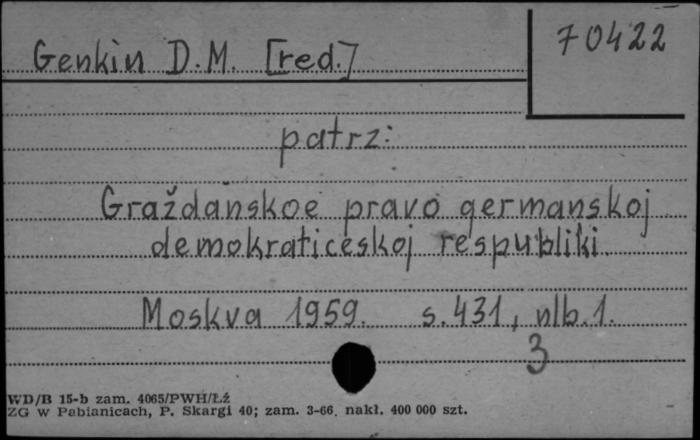 Genkin D.M. [red.]
70422
patrz:
Graždanskoe pravo germanskoj
demokratičeskoj respubliki
Moskva 1959. s. 431, nlb. 1.
3
WD/B 15-b zam. 4065/PWH/Łź
ZG w Pabianicach, P. Skargi 40; zam. 3-66. nakł. 400 000 szt.